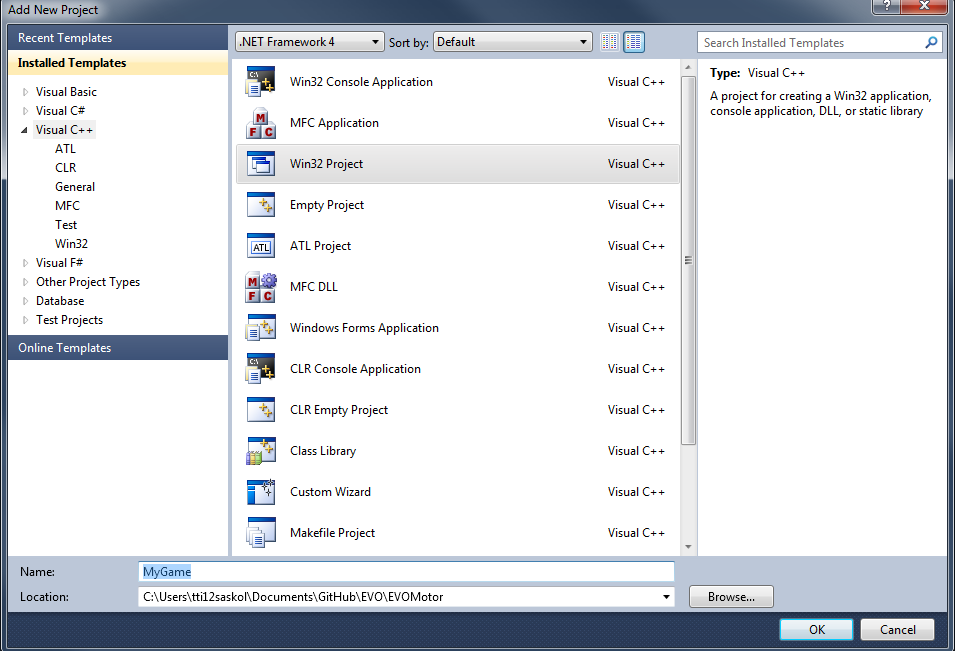 Add New Project
?
Recent Templates
Installed Templates
Visual Basic
Visual C#
Visual C++
ATL
CLR
General
MFC
Test
Win32
Visual F#
Other Project Types
Database
Test Projects
Online Templates
.NET Framework 4 Sort by: Default
Win32 Console Application Visual C++
MFC Application Visual C++
Win32 Project Visual C++
Empty Project Visual C++
ATL Project Visual C++
MFC DLL Visual C++
Windows Forms Application Visual C++
CLR Console Application Visual C++
CLR Empty Project Visual C++
Class Library Visual C++
Custom Wizard Visual C++
Makefile Project Visual C++
Search Installed Templates
Type: Visual C++
A project for creating a Win32 application,
console application, DLL, or static library
Name: MyGame
Location: C:\Users\tti12saskol\Documents\GitHub\EVO\EVOMotor Browse...
OK Cancel